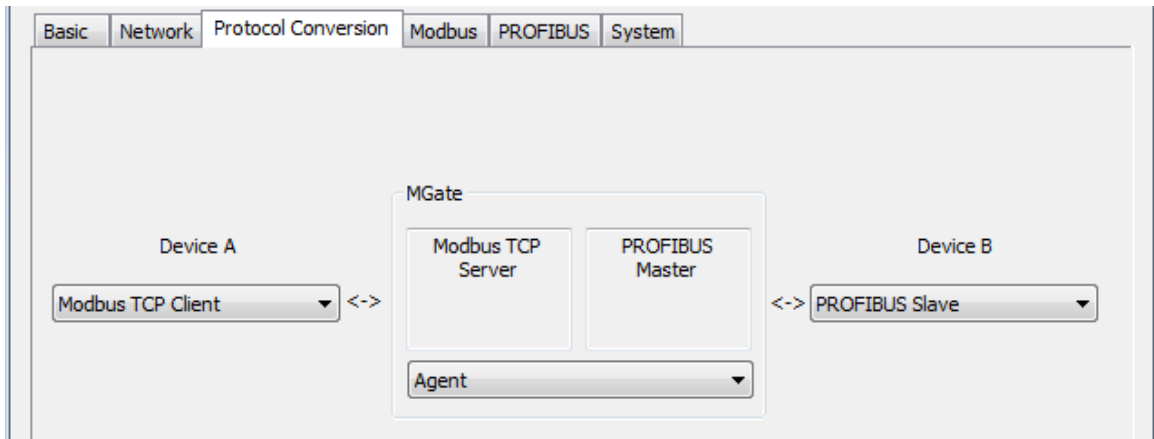 Basic Network Protocol Conversion Modbus PROFIBUS System
MGate
Device A
Modbus TCP
Server
PROFIBUS
Master
Device B
Modbus TCP Client
<->
<->
PROFIBUS Slave
Agent